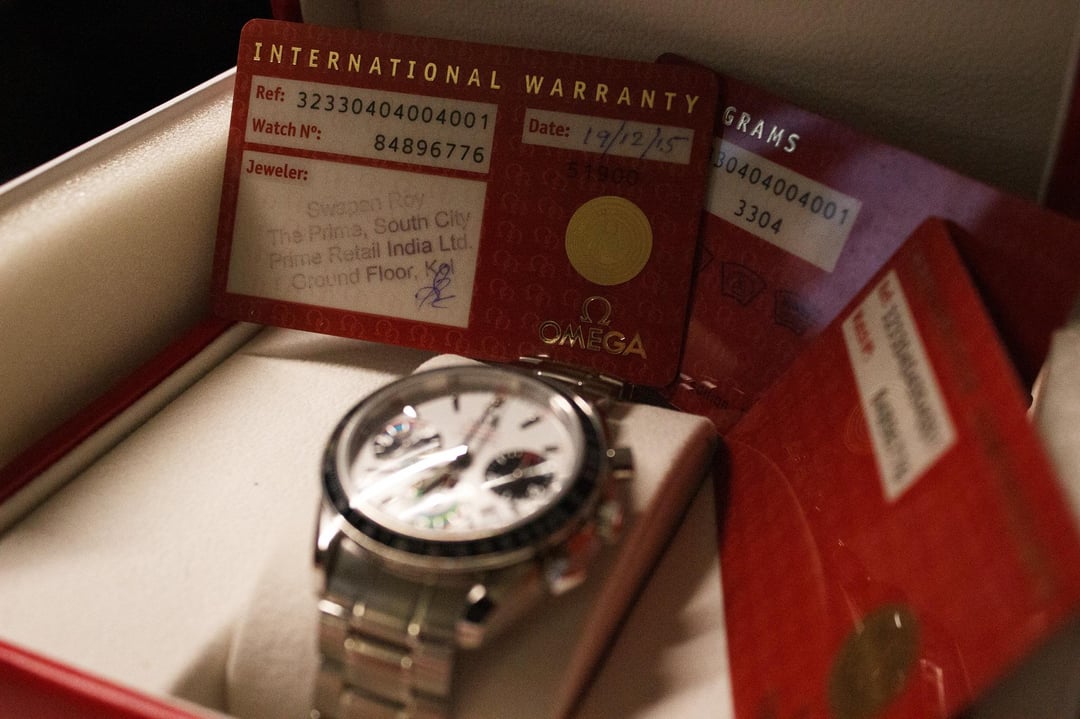 INTERNATIONAL WARRANTY
Ref: 32330404004001
Watch Nº: 84896776
Date: 19/12/15
51900
Jeweler:
Swapan Roy
The Prime, South City
Prime Retail India Ltd.
Ground Floor, Kol
OMEGA
GRAMS
30404004001
3304